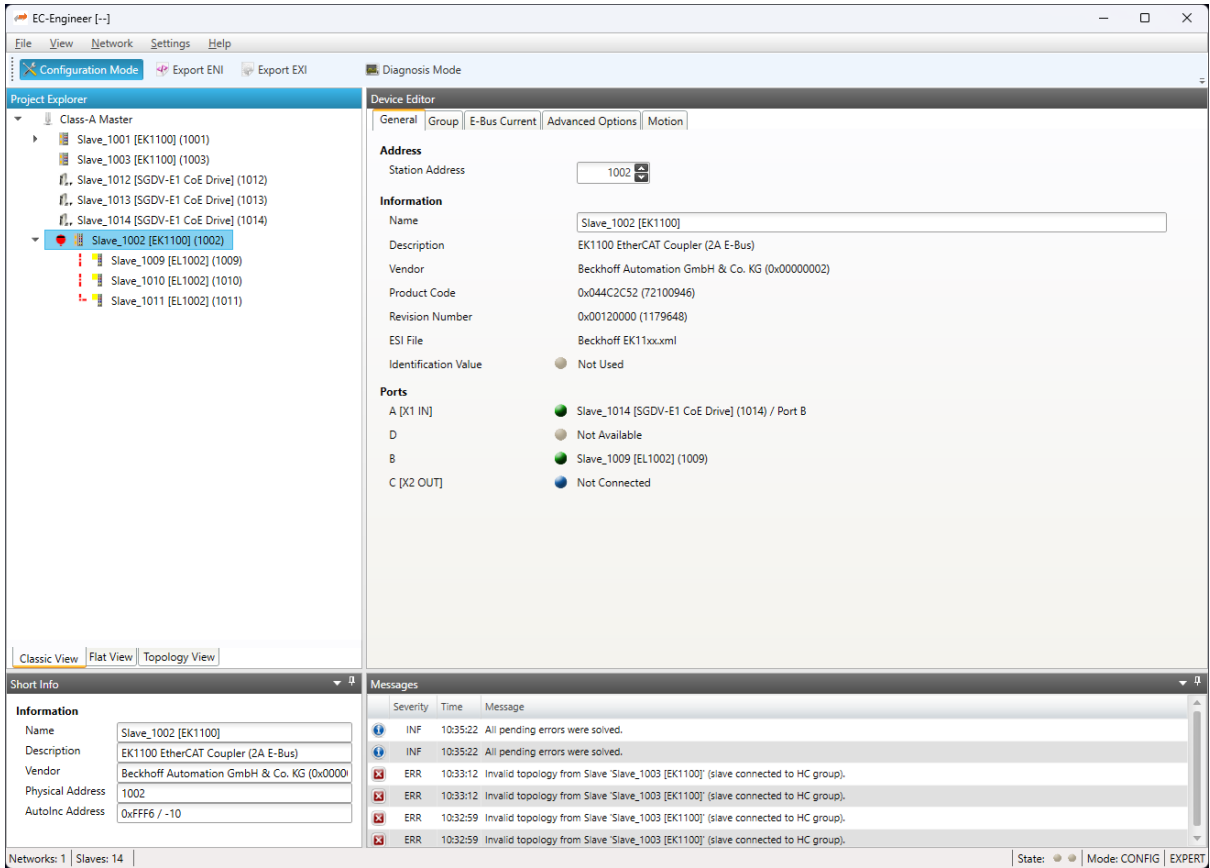 EC-Engineer [--]
File View Network Settings Help
Configuration Mode Export ENI Export EXI Diagnosis Mode
Project Explorer
Class-A Master
Slave_1001 [EK1100] (1001)
Slave_1003 [EK1100] (1003)
Slave_1012 [SGDV-E1 CoE Drive] (1012)
Slave_1013 [SGDV-E1 CoE Drive] (1013)
Slave_1014 [SGDV-E1 CoE Drive] (1014)
Slave_1002 [EK1100] (1002)
Slave_1009 [EL1002] (1009)
Slave_1010 [EL1002] (1010)
Slave_1011 [EL1002] (1011)
Classic View Flat View Topology View
Device Editor
General Group E-Bus Current Advanced Options Motion
Address
Station Address 1002
Information
Name Slave_1002 [EK1100]
Description EK1100 EtherCAT Coupler (2A E-Bus)
Vendor Beckhoff Automation GmbH & Co. KG (0x00000002)
Product Code 0x044C2C52 (72100946)
Revision Number 0x00120000 (1179648)
ESI File Beckhoff EK11xx.xml
Identification Value Not Used
Ports
A [X1 IN] Slave_1014 [SGDV-E1 CoE Drive] (1014) / Port B
D Not Available
B Slave_1009 [EL1002] (1009)
C [X2 OUT] Not Connected
Short Info
Information
Name Slave_1002 [EK1100]
Description EK1100 EtherCAT Coupler (2A E-Bus)
Vendor Beckhoff Automation GmbH & Co. KG (0x0000
Physical Address 1002
AutoInc Address 0xFFF6 / -10
Messages
Severity Time Message
INF 10:35:22 All pending errors were solved.
INF 10:35:22 All pending errors were solved.
ERR 10:33:12 Invalid topology from Slave 'Slave_1003 [EK1100]' (slave connected to HC group).
ERR 10:33:12 Invalid topology from Slave 'Slave_1003 [EK1100]' (slave connected to HC group).
ERR 10:32:59 Invalid topology from Slave 'Slave_1003 [EK1100]' (slave connected to HC group).
ERR 10:32:59 Invalid topology from Slave 'Slave_1003 [EK1100]' (slave connected to HC group).
Networks: 1 Slaves: 14 State: Mode: CONFIG EXPERT